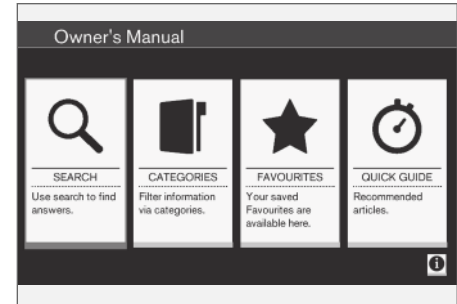 Owner's Manual
SEARCH
Use search to find
answers.
CATEGORIES
Filter information
via categories.
FAVOURITES
Your saved
Favourites are
available here.
QUICK GUIDE
Recommended
articles.
i